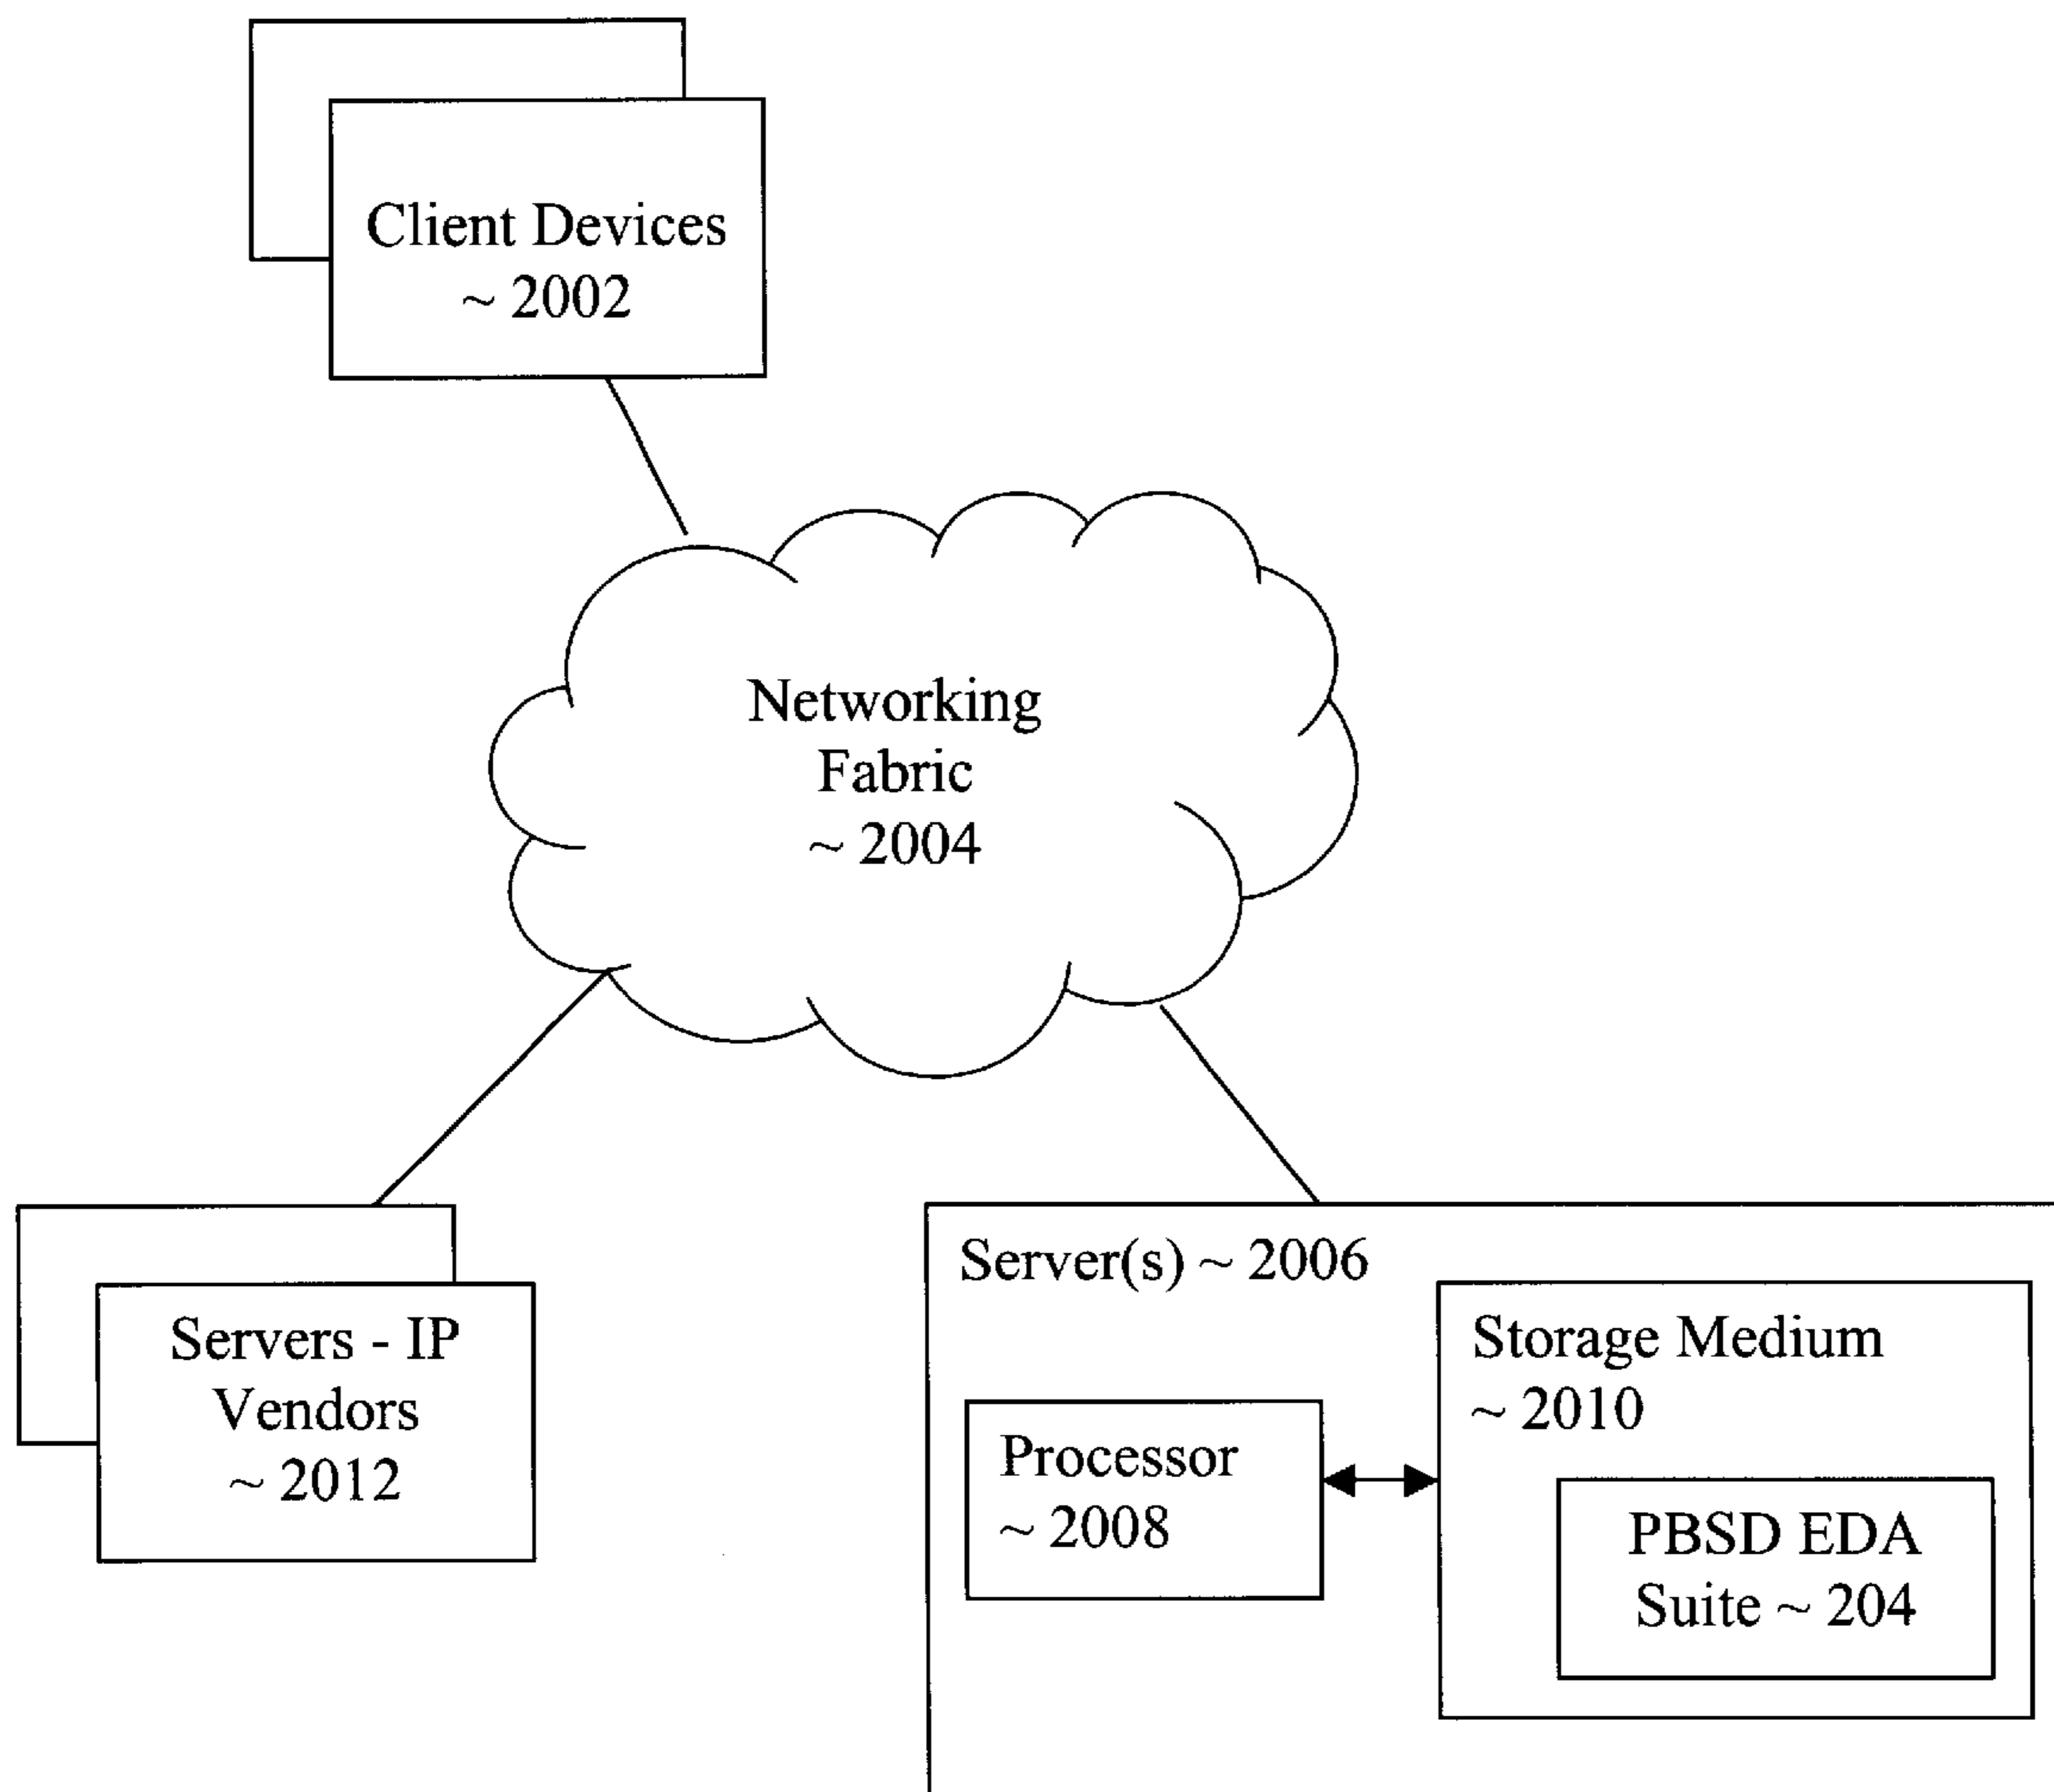 Client Devices
~ 2002
Networking
Fabric
~ 2004
Servers - IP
Vendors
~ 2012
Server(s) ~ 2006
Processor
~ 2008
Storage Medium
~ 2010
PBSD EDA
Suite ~ 204